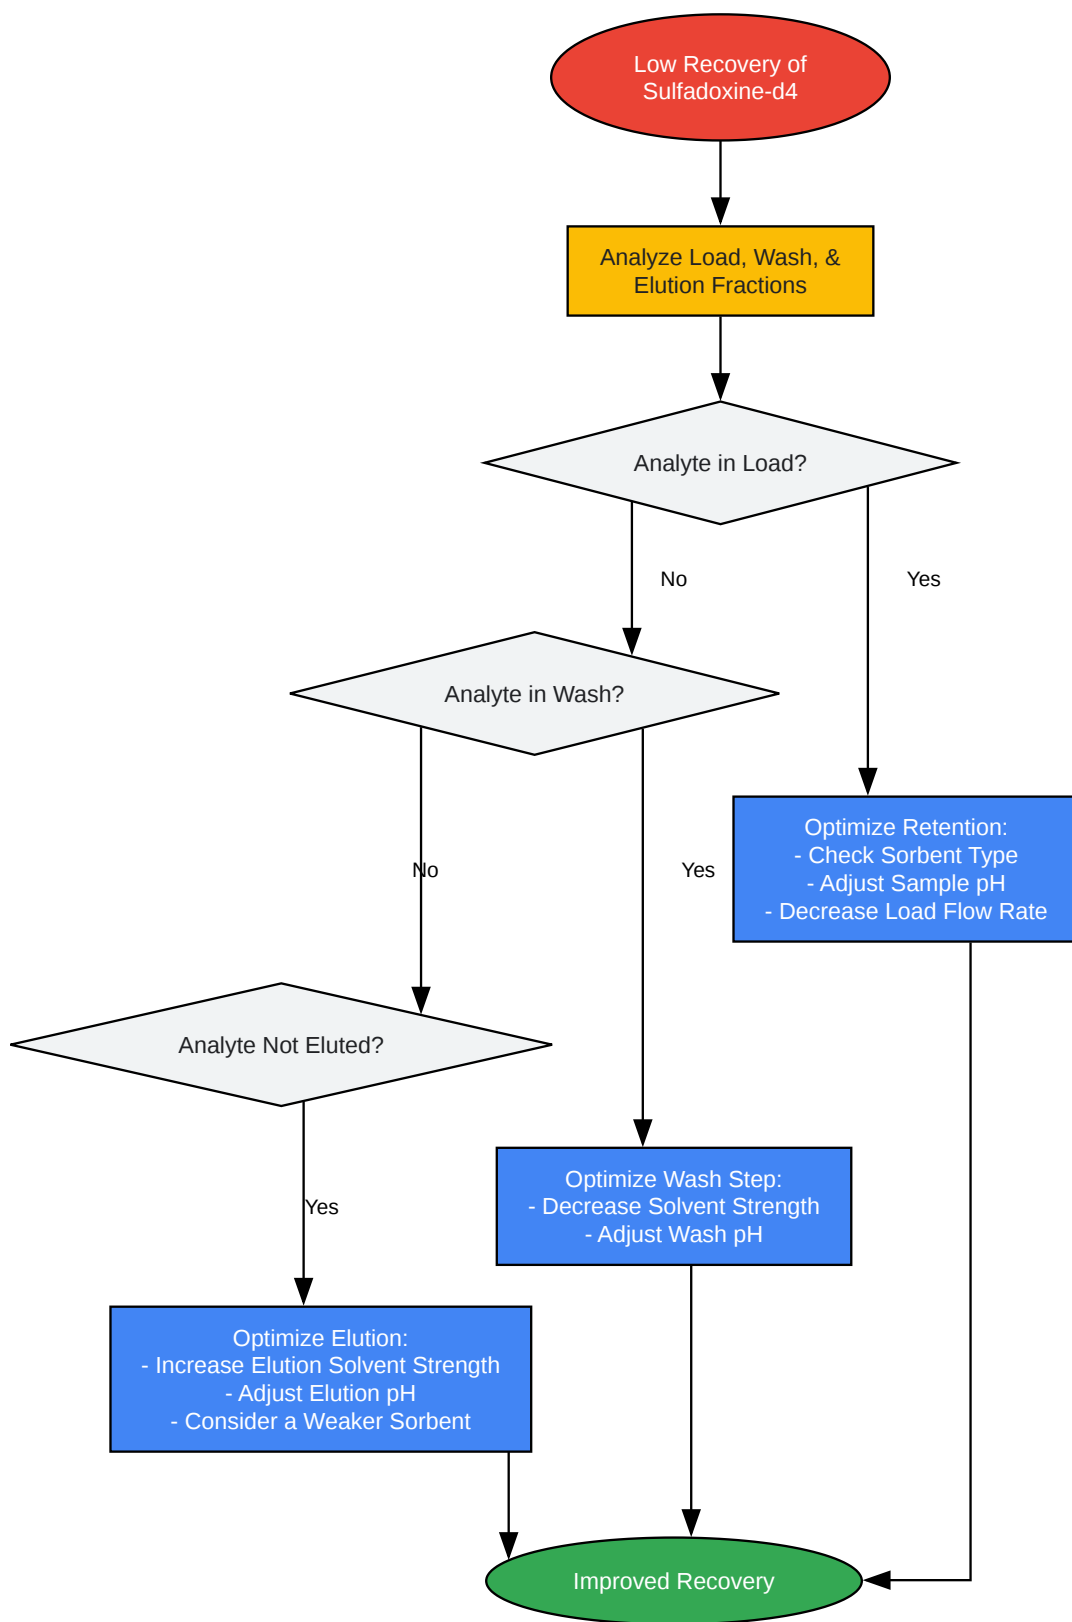 Low Recovery of
Sulfadoxine-d4
Analyze Load, Wash, &
Elution Fractions
Analyte in Load?
No
Yes
Analyte in Wash?
Optimize Retention:
- Check Sorbent Type
- Adjust Sample pH
- Decrease Load Flow Rate
No
Yes
Analyte Not Eluted?
Optimize Wash Step:
- Decrease Solvent Strength
- Adjust Wash pH
Yes
Optimize Elution:
- Increase Elution Solvent Strength
- Adjust Elution pH
- Consider a Weaker Sorbent
Improved Recovery